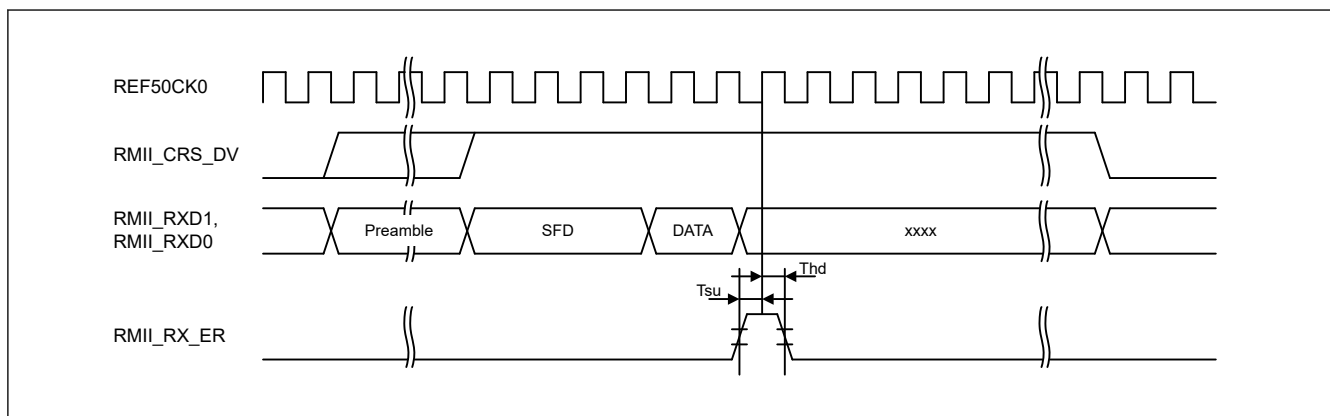 REF50CK0
RMII_CRS_DV
RMII_RXD1,
RMII_RXD0
Preamble
SFD
DATA
xxxx
Thd
Tsu
RMII_RX_ER